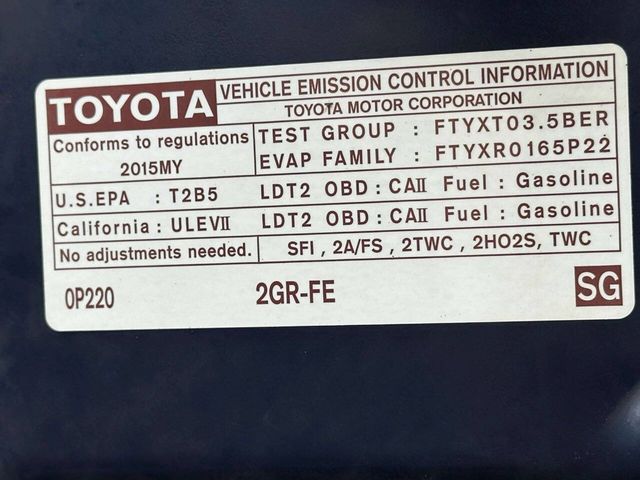 TOYOTA VEHICLE EMISSION CONTROL INFORMATION
TOYOTA MOTOR CORPORATION
Conforms to regulations
2015MY
TEST GROUP : FTYXT03.5BER
EVAP FAMILY : FTYXR0165P22
U.S.EPA : T2B5 LDT2 OBD : CAII Fuel : Gasoline
California : ULEVII LDT2 OBD : CAII Fuel : Gasoline
No adjustments needed. SFI , 2A/FS , 2TWC , 2HO2S, TWC
0P220 2GR-FE SG